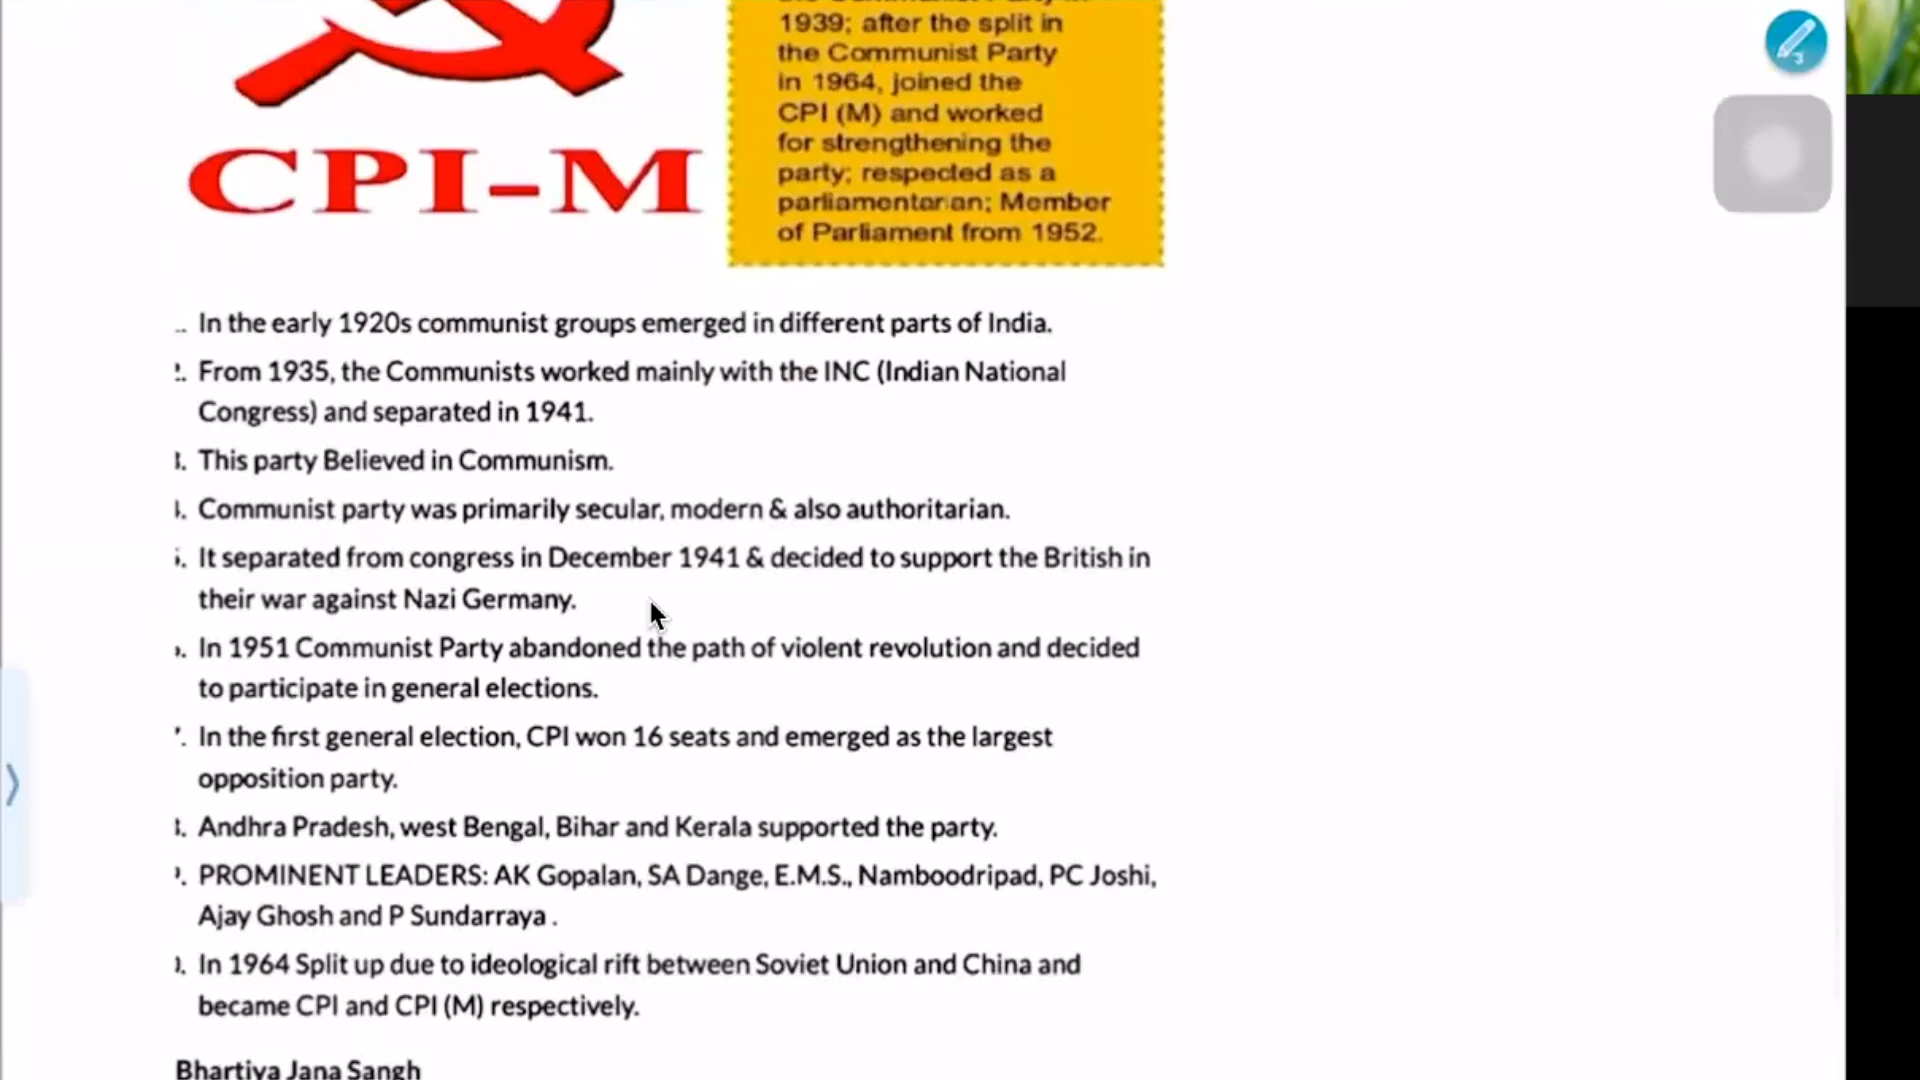 CPI-M
1939; after the split in
the Communist Party
in 1964, joined the
CPI (M) and worked
for strengthening the
party; respected as a
parliamentarian; Member
of Parliament from 1952.
In the early 1920s communist groups emerged in different parts of India.
From 1935, the Communists worked mainly with the INC (Indian National
Congress) and separated in 1941.
This party Believed in Communism.
Communist party was primarily secular, modern & also authoritarian.
It separated from congress in December 1941 & decided to support the British in
their war against Nazi Germany.
In 1951 Communist Party abandoned the path of violent revolution and decided
to participate in general elections.
In the first general election, CPI won 16 seats and emerged as the largest
opposition party.
Andhra Pradesh, west Bengal, Bihar and Kerala supported the party.
PROMINENT LEADERS: AK Gopalan, SA Dange, E.M.S., Namboodripad, PC Joshi,
Ajay Ghosh and P Sundarraya .
In 1964 Split up due to ideological rift between Soviet Union and China and
became CPI and CPI (M) respectively.
Bhartiya Jana Sangh
3